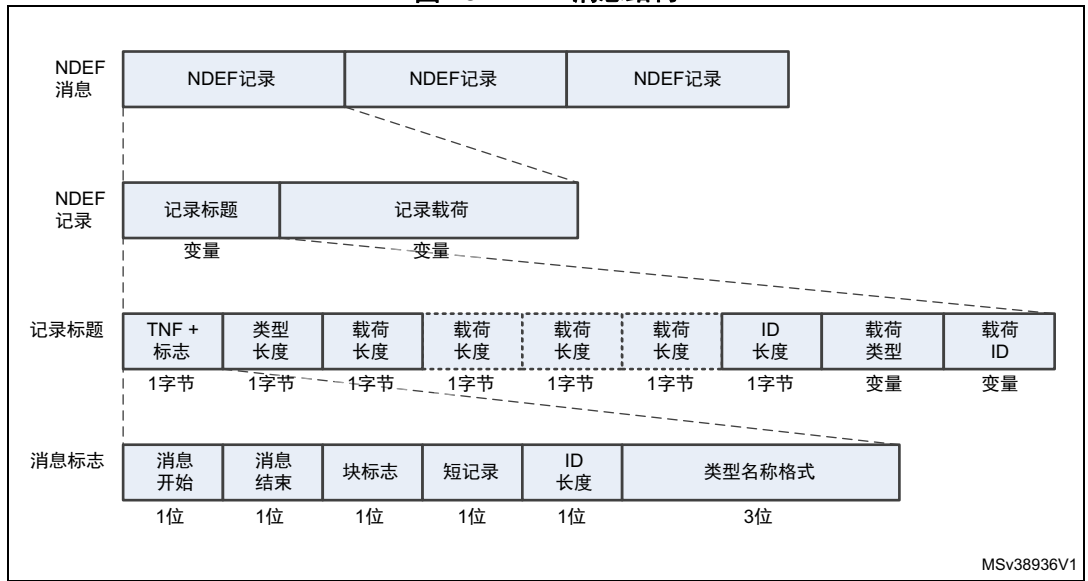 NDEF
消息
NDEF记录
NDEF记录
NDEF记录
NDEF
记录
记录标题
记录载荷
变量
变量
记录标题
TNF +
标志
类型
长度
载荷
长度
载荷
长度
载荷
长度
载荷
长度
ID
长度
载荷
类型
载荷
ID
1字节
1字节
1字节
1字节
1字节
1字节
1字节
变量
变量
消息标志
消息
开始
消息
结束
块标志
短记录
ID
长度
类型名称格式
1位
1位
1位
1位
1位
3位
MSv38936V1